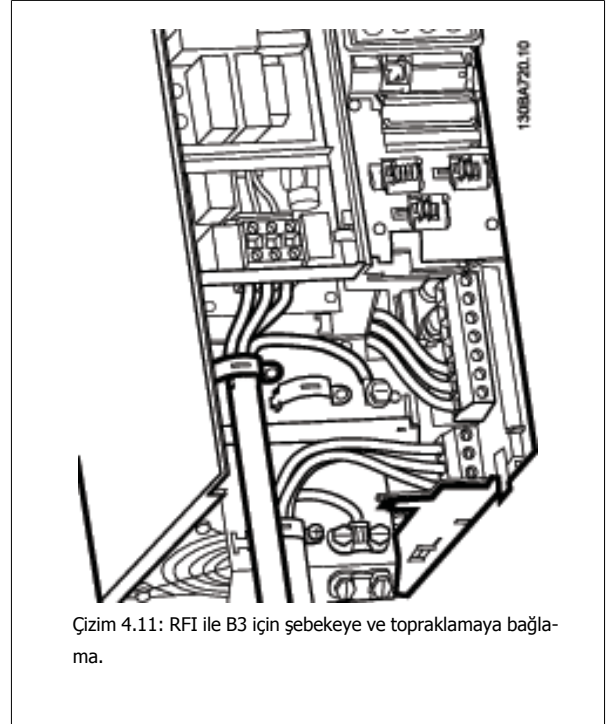 130BA720.10
Çizim 4.11: RFI ile B3 için şebekeye ve topraklamaya bağla-
ma.